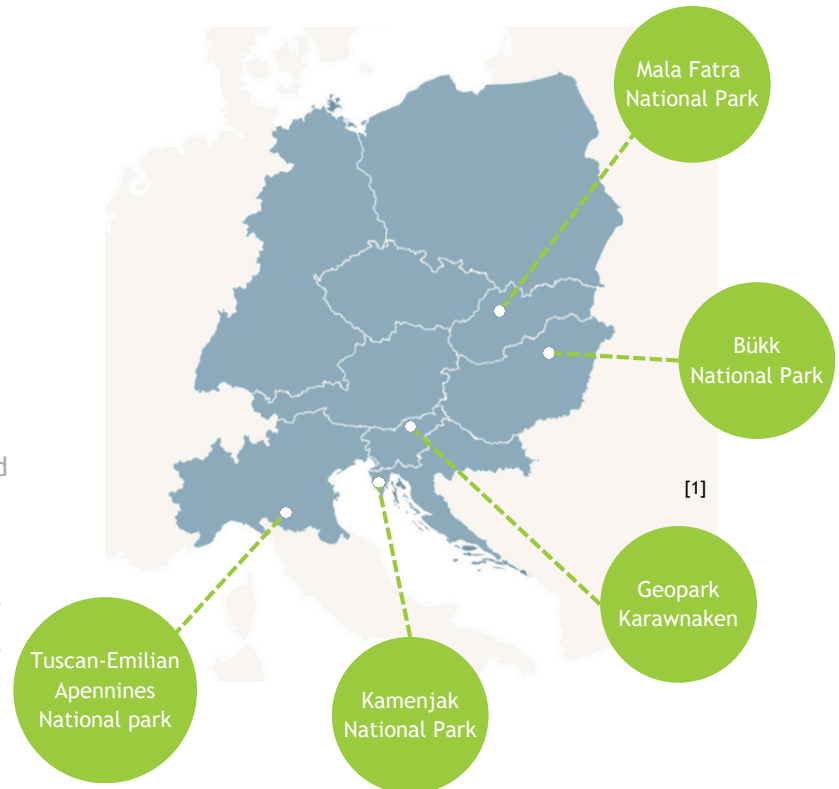 Mala Fatra
National Park
Bükk
National Park
d
[1]
Geopark
Karawnaken
Tuscan-Emilian
Apennines
National park
Kamenjak
National Park